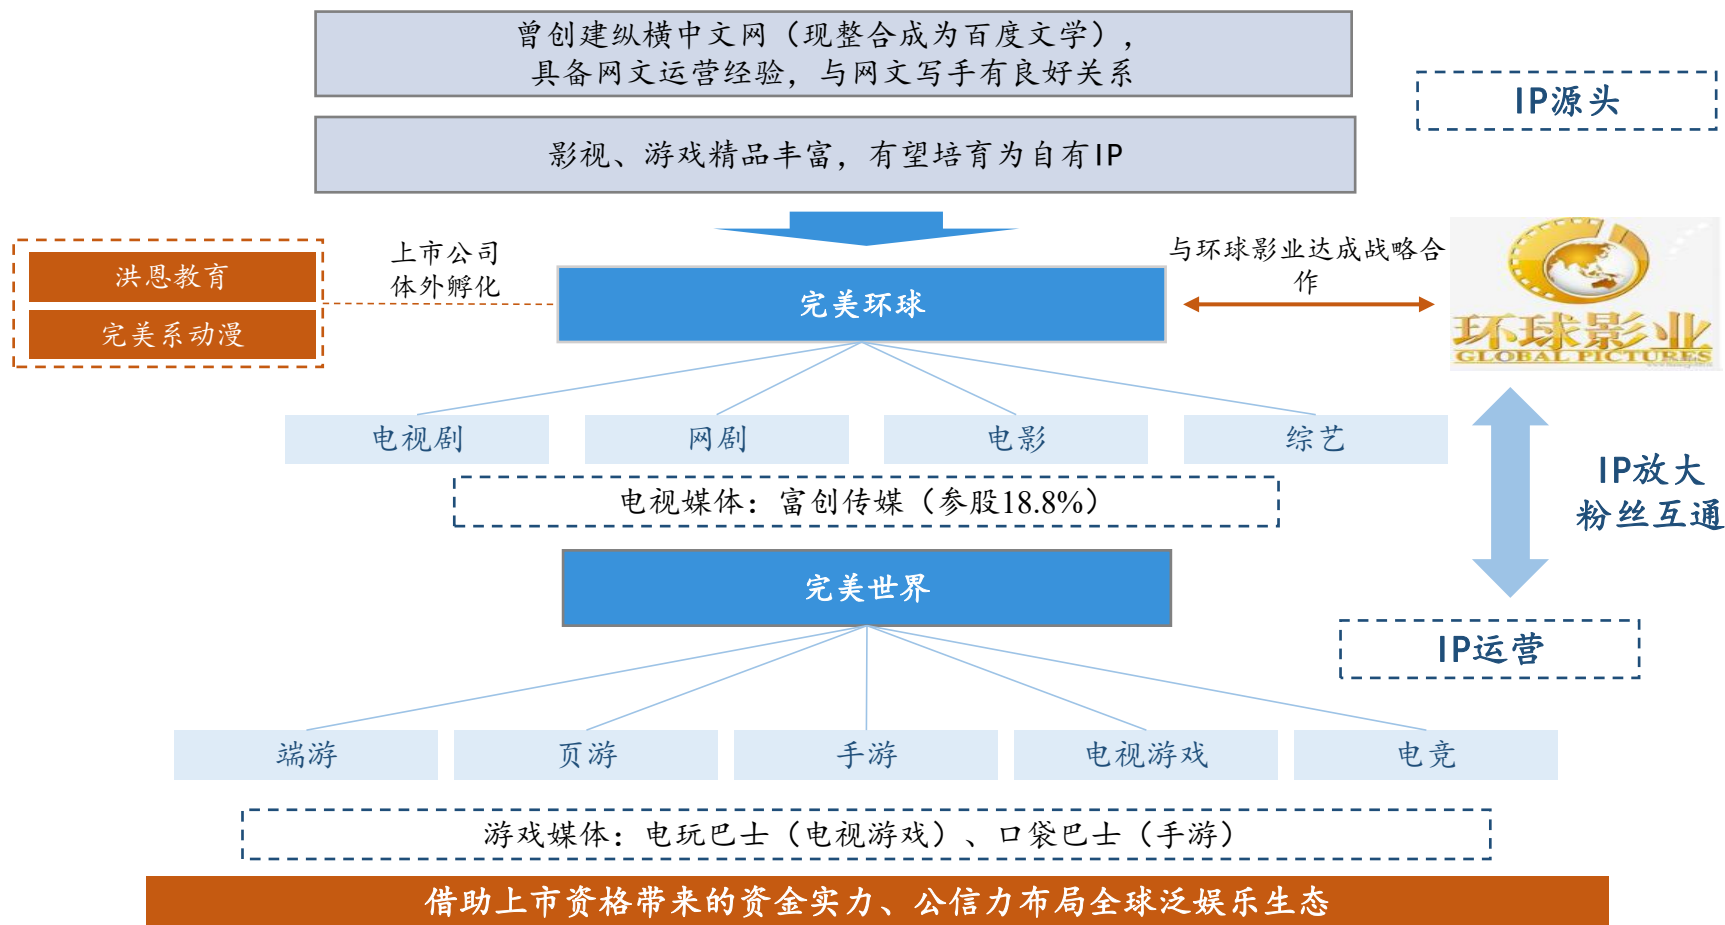 曾创建纵横中文网（现整合成为百度文学），
具备网文运营经验，与网文写手有良好关系
IP源头
影视、游戏精品丰富，有望培育为自有IP
洪恩教育
完美系动漫
上市公司
体外孵化
完美环球
与环球影业达成战略合
作
环球影业
GLOBAL PICTURES
电视剧
网剧
电影
综艺
电视媒体：富创传媒（参股18.8%）
IP放大
粉丝互通
完美世界
IP运营
端游
页游
手游
电视游戏
电竞
游戏媒体：电玩巴士（电视游戏）、口袋巴士（手游）
借助上市资格带来的资金实力、公信力布局全球泛娱乐生态